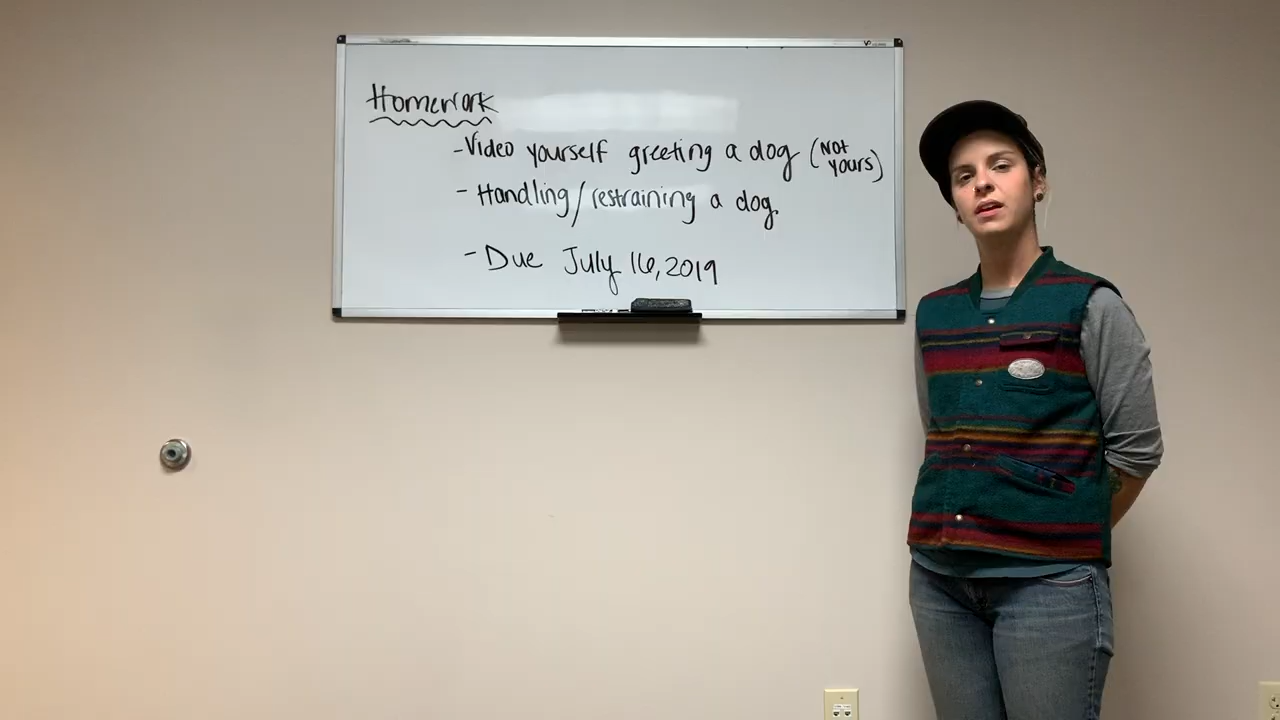 Homework
- Video yourself greeting a dog (NOT yours)
- Handling/restraining a dog
- Due July 16, 2019